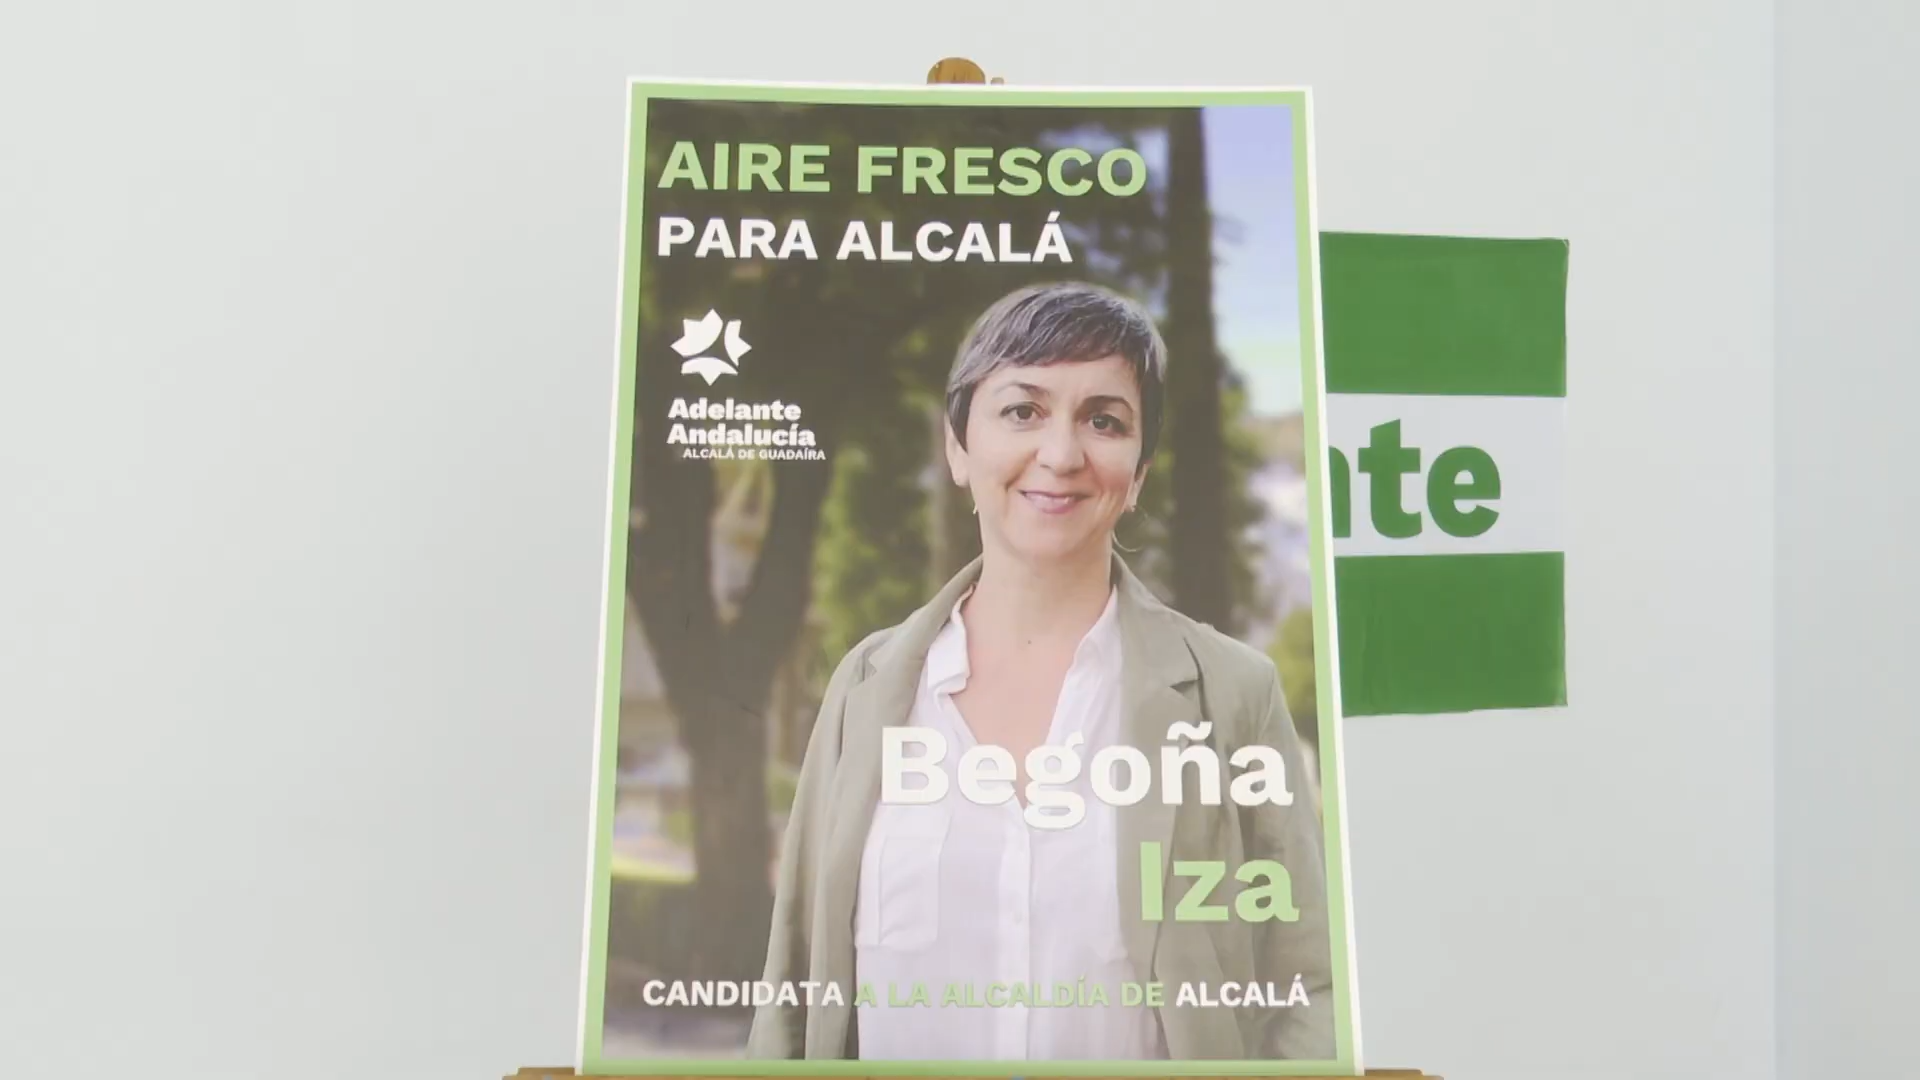 AIRE FRESCO
PARA ALCALÁ
Adelante
Andalucía
ALCALÁ DE GUADAÍRA
nte
Begoña
Iza
CANDIDATA A LA ALCALDÍA DE ALCALÁ